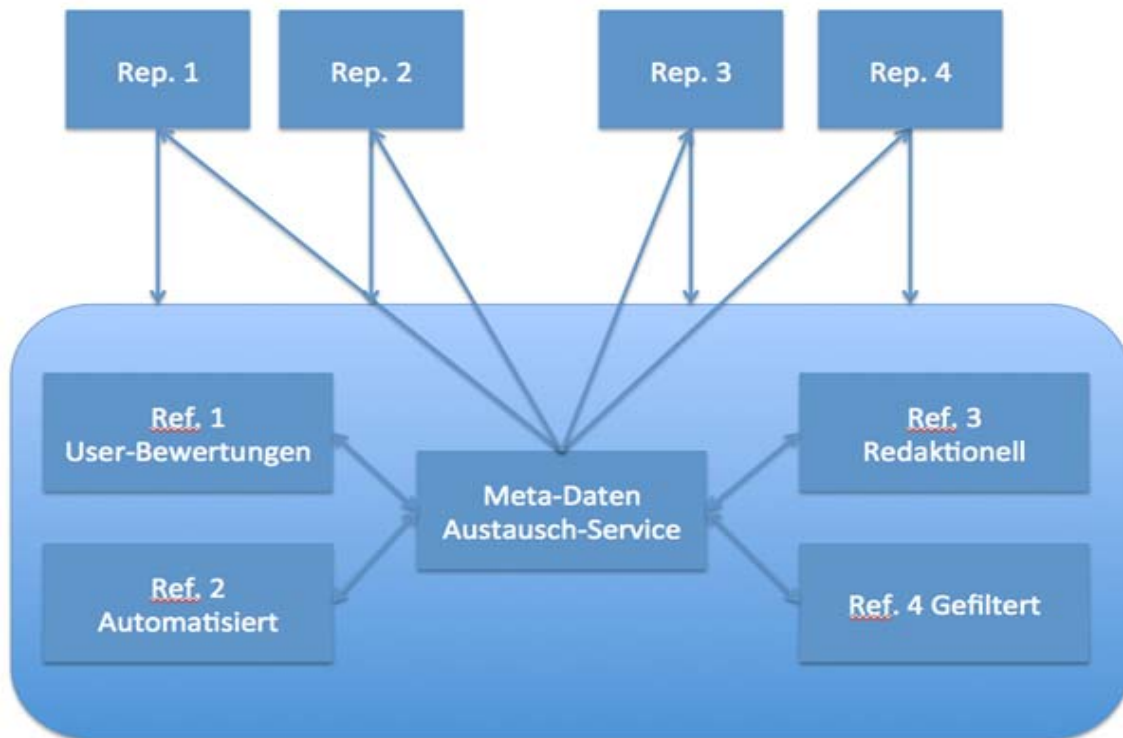 Rep. 1
Rep. 2
Rep. 3
Rep. 4
Ref. 1
User-Bewertungen
Ref. 2
Automatisiert
Meta-Daten
Austausch-Service
Ref. 3
Redaktionell
Ref. 4 Gefiltert